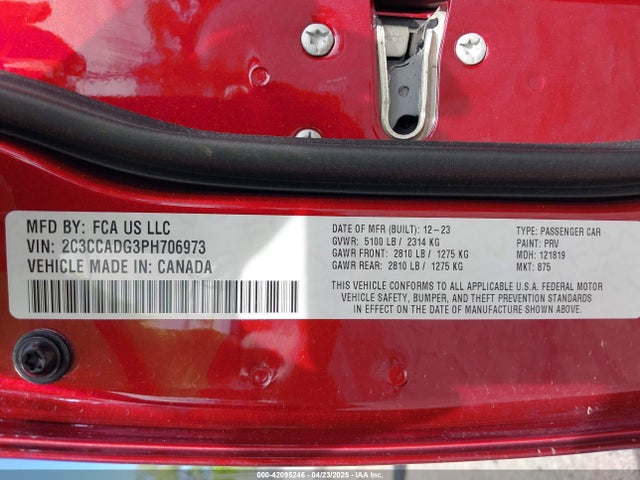 MFD BY: FCA US LLC
VIN: 2C3CCADG3PH706973
VEHICLE MADE IN: CANADA
DATE OF MFR (BUILT): 12-23
GVWR: 5100 LB / 2314 KG
GAWR FRONT: 2810 LB / 1275 KG
GAWR REAR: 2810 LB / 1275 KG
TYPE: PASSENGER CAR
PAINT: PRV
MDH: 121819
MKT: 875
THIS VEHICLE CONFORMS TO ALL APPLICABLE U.S.A. FEDERAL MOTOR
VEHICLE SAFETY, BUMPER, AND THEFT PREVENTION STANDARDS
IN EFFECT ON THE DATE OF MANUFACTURE SHOWN ABOVE.
000-42095246 - 04/23/2025 - IAA Inc.